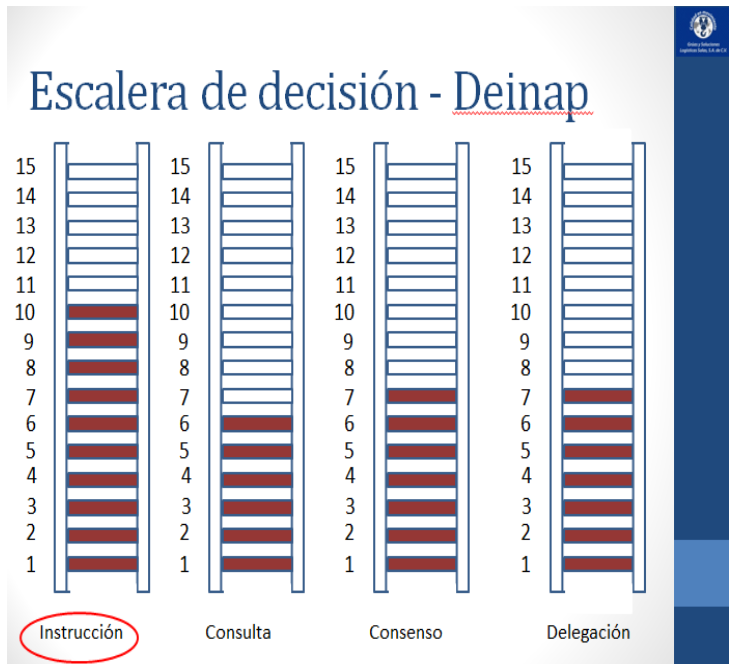 Escalera de decisión - Deinap
15 15 15 15
14 14 14 14
13 13 13 13
12 12 12 12
11 11 11 11
10 10 10 10
9 9 9 9
8 8 8 8
7 7 7 7
6 6 6 6
5 5 5 5
4 4 4 4
3 3 3 3
2 2 2 2
1 1 1 1
Instrucción Consulta Consenso Delegación